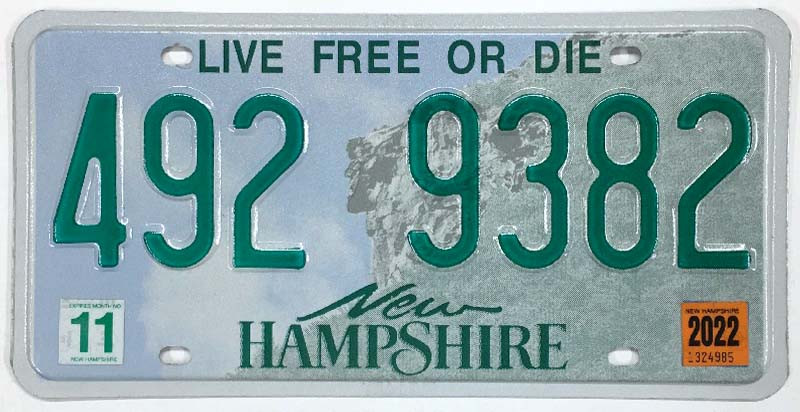 LIVE FREE OR DIE
492 9382
EXPIRES MONTH NO
11
NEW HAMPSHIRE
New
HAMPSHIRE
NEW HAMPSHIRE
2022
324985